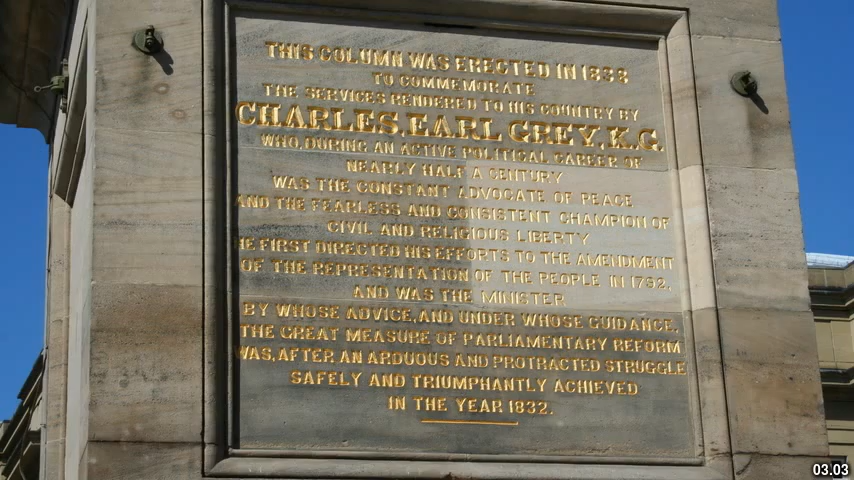 THIS COLUMN WAS ERECTED IN 1838
TO COMMEMORATE
THE SERVICES RENDERED TO HIS COUNTRY BY
CHARLES, EARL GREY, K.G.
WHO, DURING AN ACTIVE POLITICAL CAREER OF
NEARLY HALF A CENTURY
WAS THE CONSTANT ADVOCATE OF PEACE
AND THE FEARLESS AND CONSISTENT CHAMPION OF
CIVIL AND RELIGIOUS LIBERTY
HE FIRST DIRECTED HIS EFFORTS TO THE AMENDMENT
OF THE REPRESENTATION OF THE PEOPLE IN 1792,
AND WAS THE MINISTER
BY WHOSE ADVICE, AND UNDER WHOSE GUIDANCE,
THE GREAT MEASURE OF PARLIAMENTARY REFORM
WAS, AFTER AN ARDUOUS AND PROTRACTED STRUGGLE
SAFELY AND TRIUMPHANTLY ACHIEVED
IN THE YEAR 1832.
03.03